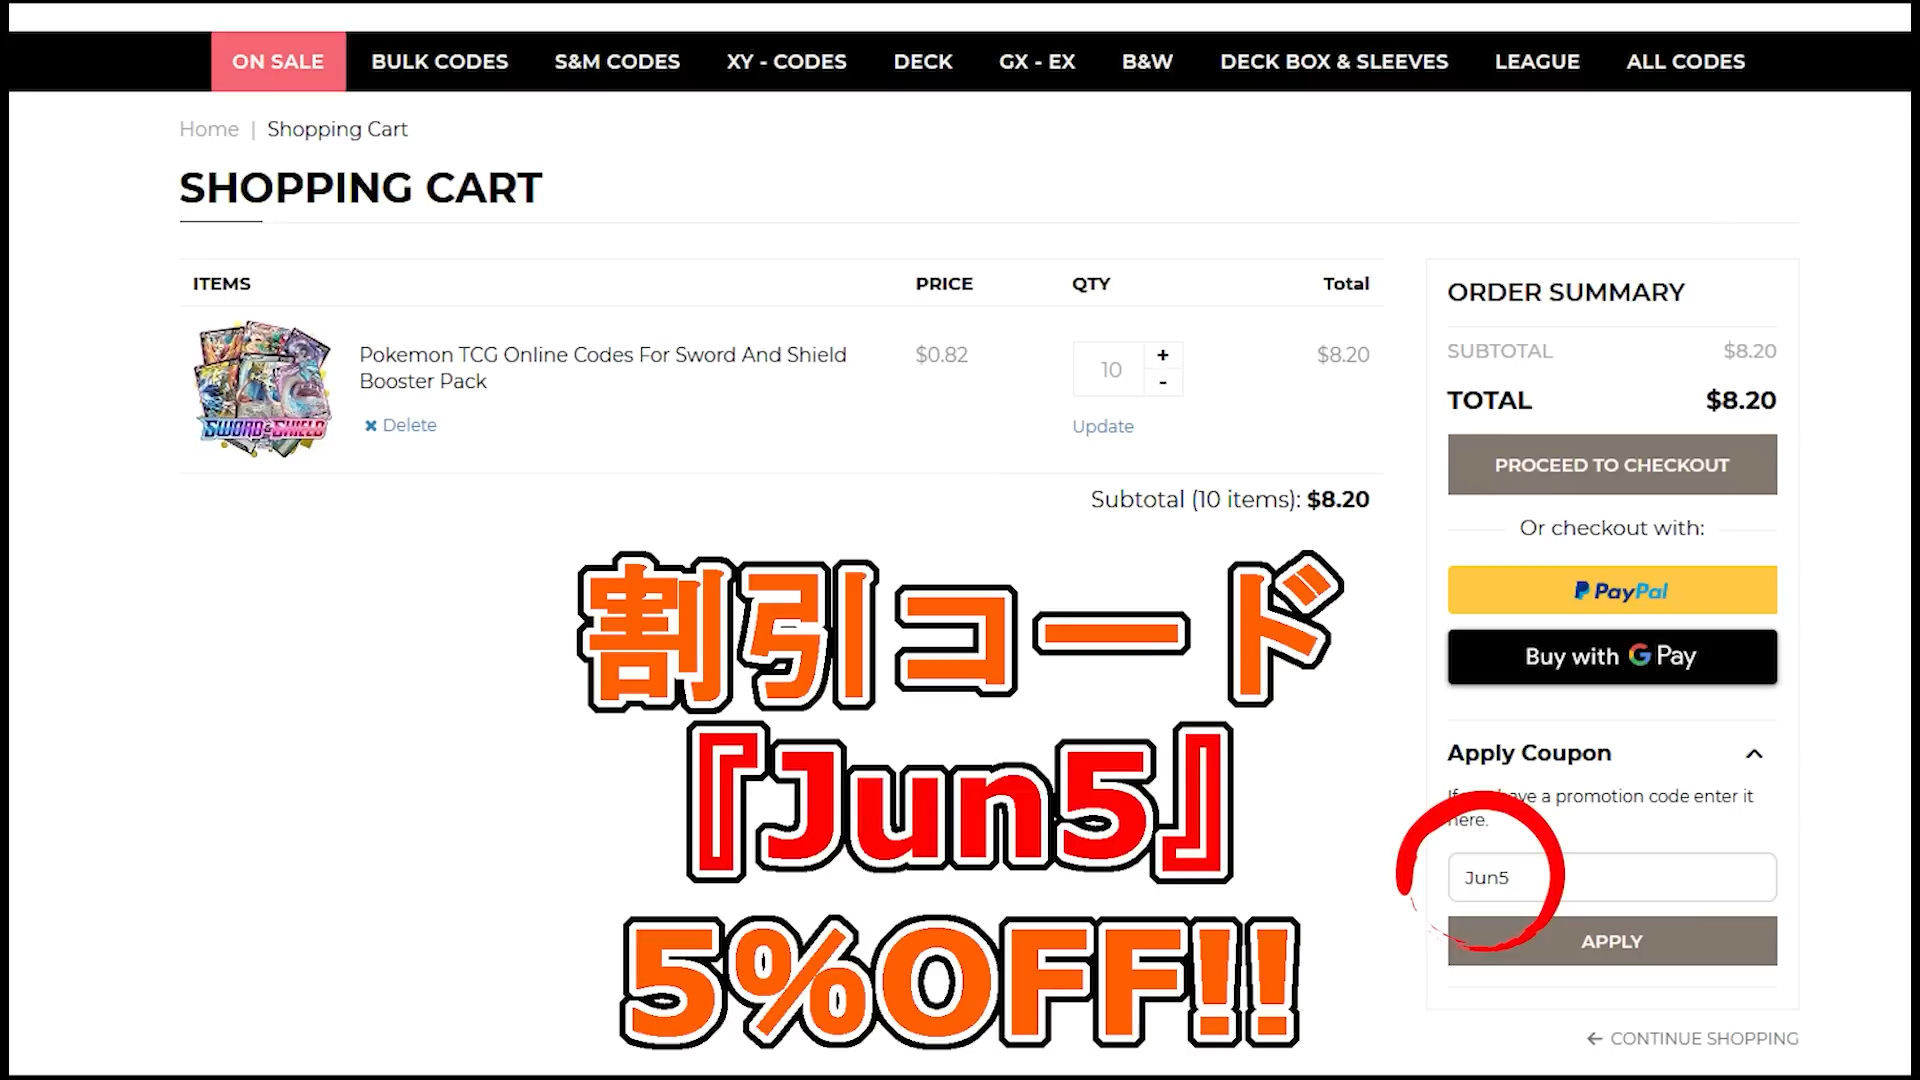 ON SALE BULK CODES S&M CODES XY - CODES DECK GX - EX B&W DECK BOX & SLEEVES LEAGUE ALL CODES
Home | Shopping Cart
SHOPPING CART
ITEMS PRICE QTY Total
SWORD & SHIELD
Pokemon TCG Online Codes For Sword And Shield
Booster Pack
× Delete
$0.82
10
+
-
Update
$8.20
Subtotal (10 items): $8.20
ORDER SUMMARY
SUBTOTAL $8.20
TOTAL $8.20
PROCEED TO CHECKOUT
Or checkout with:
PayPal
Buy with G Pay
Apply Coupon
have a promotion code enter it
here.
Jun5
APPLY
← CONTINUE SHOPPING
割引コード
『Jun5』
5%OFF!!